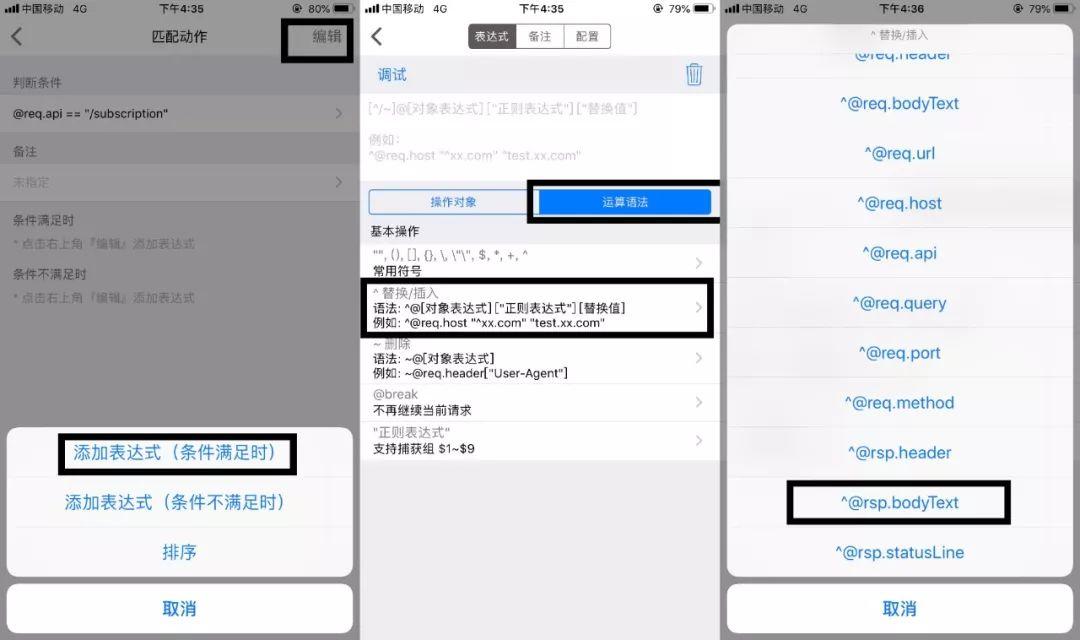 中国移动 4G 下午4:35 80%
匹配动作 编辑
判断条件
@req.api == "/subscription"
备注
未指定
条件满足时
* 点击右上角『编辑』添加表达式
条件不满足时
* 点击右上角『编辑』添加表达式
添加表达式（条件满足时）
添加表达式（条件不满足时）
排序
取消
中国移动 4G 下午4:35 79%
表达式 备注 配置
调试
[^/~]@[对象表达式]["正则表达式"]["替换值"]
例如:
^@req.host "^xx.com" "test.xx.com"
操作对象 运算语法
基本操作
"", (), [], {}, \, \"\", $, *, +, ^
常用符号
^ 替换/插入
语法: ^@[对象表达式]["正则表达式"][替换值]
例如: ^@req.host "^xx.com" "test.xx.com"
~ 删除
语法: ~@[对象表达式]
例如: ~@req.header["User-Agent"]
@break
不再继续当前请求
"正则表达式"
支持捕获组 $1~$9
中国移动 4G 下午4:36 79%
^ 替换/插入
^@req.header
^@req.bodyText
^@req.url
^@req.host
^@req.api
^@req.query
^@req.port
^@req.method
^@rsp.header
^@rsp.bodyText
^@rsp.statusLine
取消